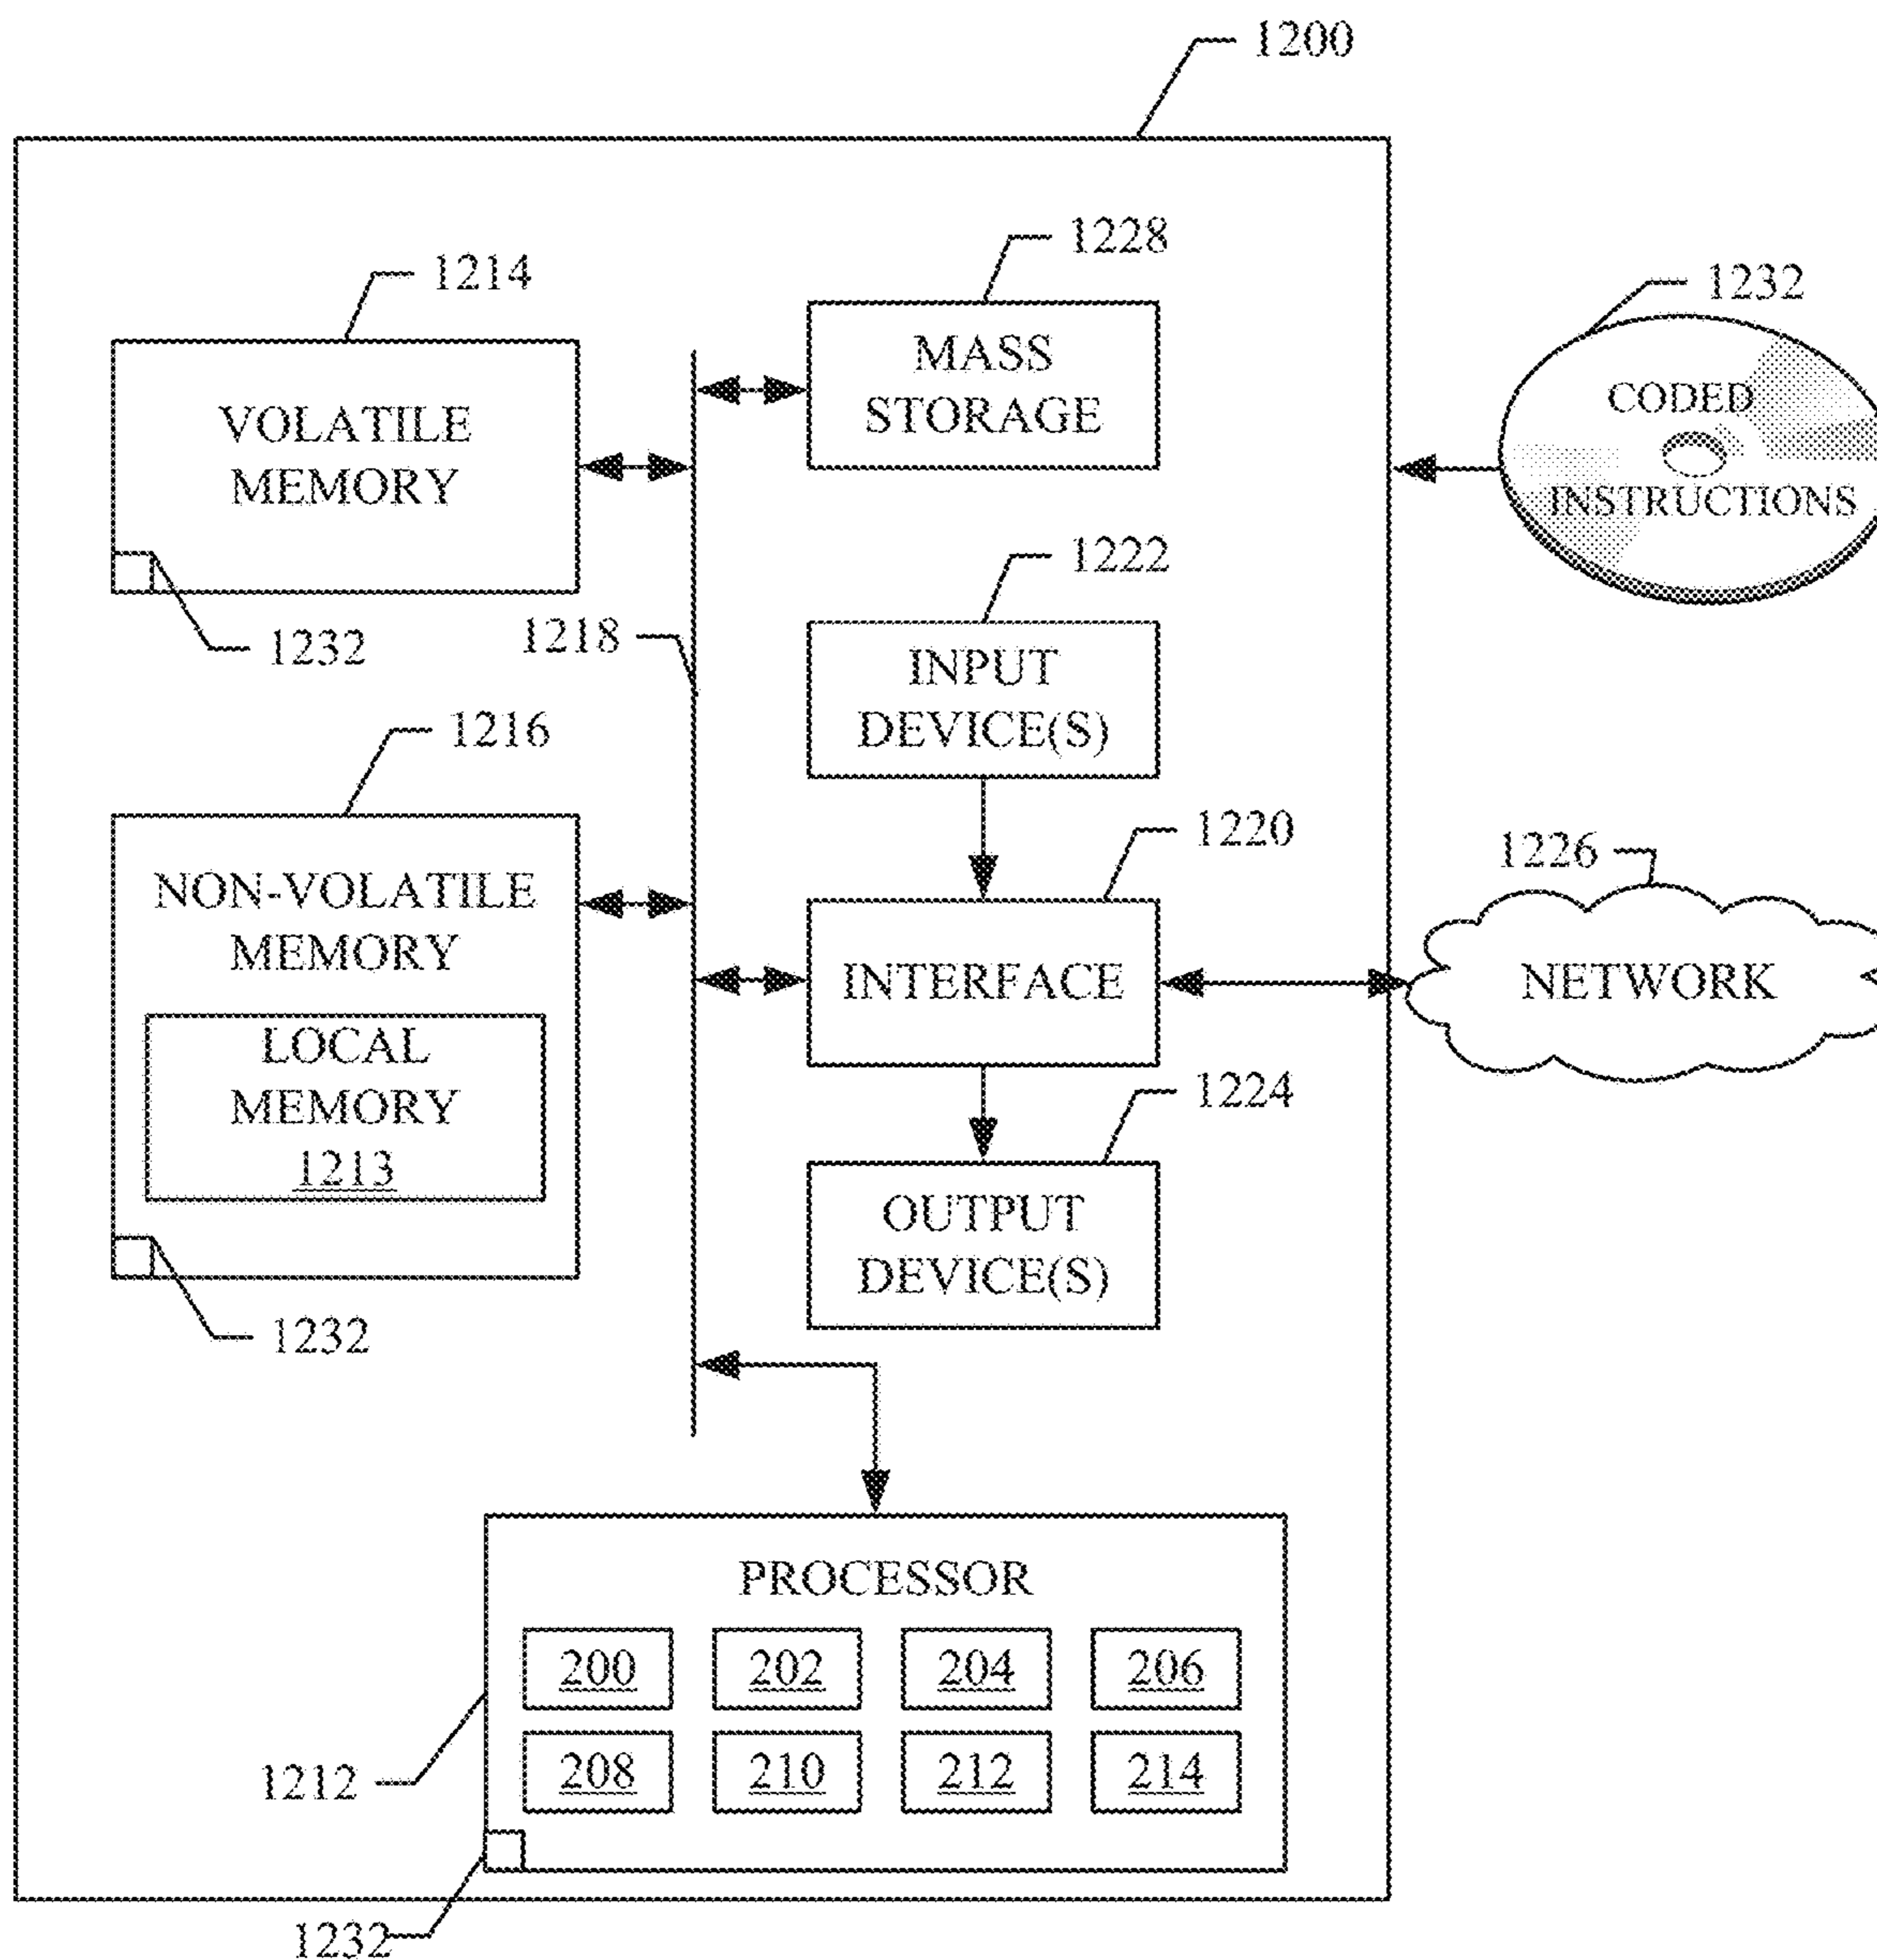 1200
1228
1214
1232
MASS
STORAGE
VOLATILE
MEMORY
CODED
INSTRUCTIONS
1222
1232
1218
INPUT
DEVICE(S)
1216
1220
1226
NON-VOLATILE
MEMORY
INTERFACE
NETWORK
LOCAL
MEMORY
1213
1224
OUTPUT
DEVICE(S)
1232
PROCESSOR
200 202 204 206
208 210 212 214
1212
1232